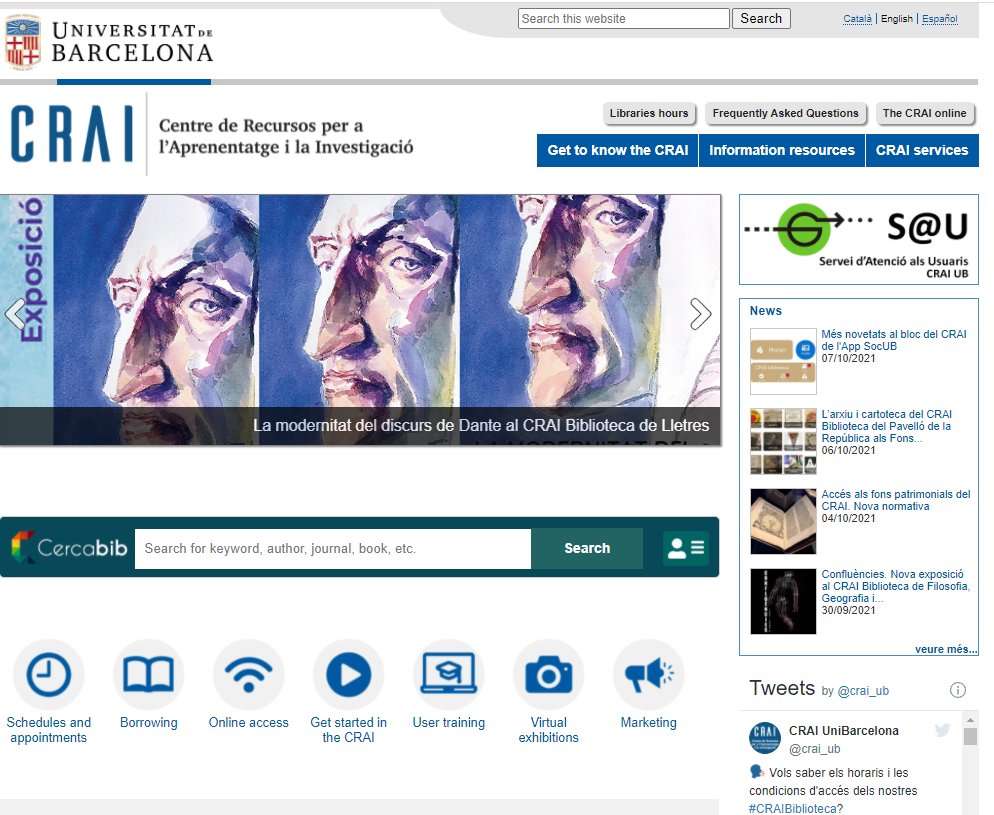 UNIVERSITAT DE
BARCELONA
Search this website
Search
Català | English | Español
CRAI
Centre de Recursos per a
l'Aprenentatge i la Investigació
Libraries hours
Frequently Asked Questions
The CRAI online
Get to know the CRAI
Information resources
CRAI services
Exposició
La modernitat del discurs de Dante al CRAI Biblioteca de Lletres
S@U
Servei d'Atenció als Usuaris
CRAI UB
News
Més novetats al bloc del CRAI
de l'App SocUB
07/10/2021
L'arxiu i cartoteca del CRAI
Biblioteca del Pavelló de la
República als Fons...
06/10/2021
Accés als fons patrimonials del
CRAI. Nova normativa
04/10/2021
Confluències. Nova exposició
al CRAI Biblioteca de Filosofia,
Geografia i...
30/09/2021
veure més...
Cercabib
Search for keyword, author, journal, book, etc.
Search
Schedules and
appointments
Borrowing
Online access
Get started in
the CRAI
User training
Virtual
exhibitions
Marketing
Tweets by @crai_ub
CRAI
CRAI UniBarcelona
@crai_ub
Vols saber els horaris i les
condicions d'accés dels nostres
#CRAIBiblioteca?